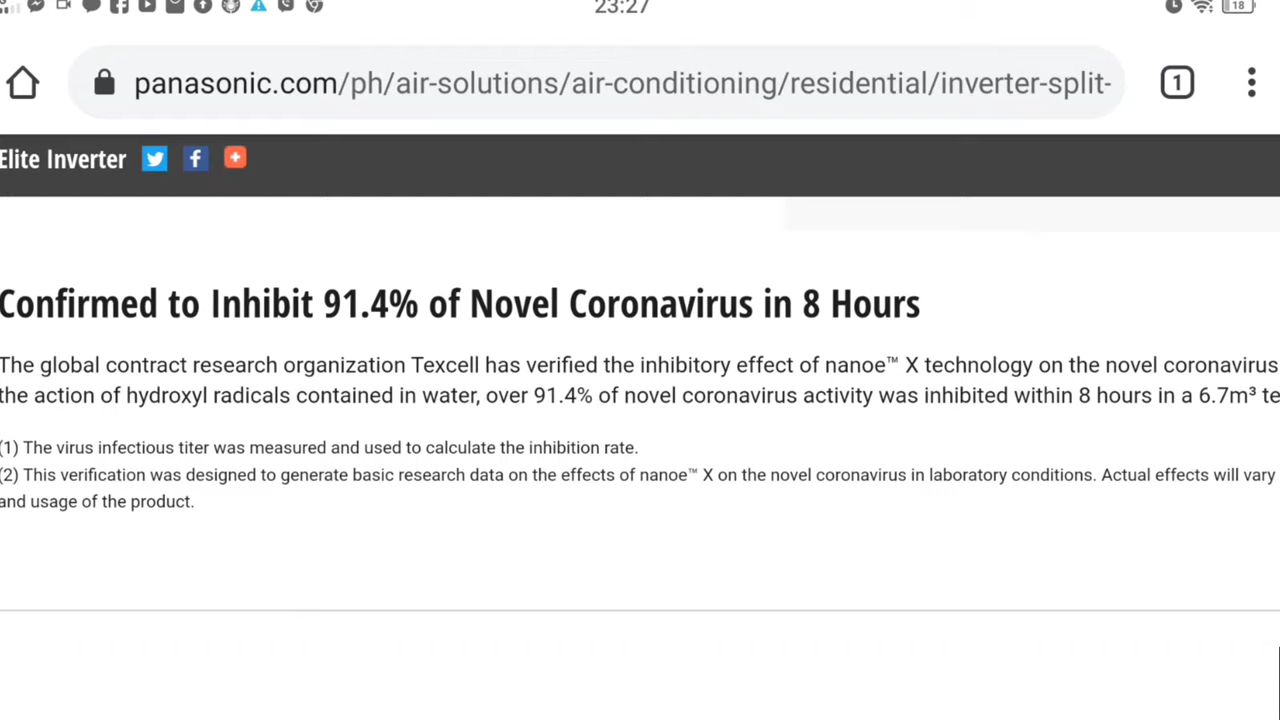 23:27
18
panasonic.com/ph/air-solutions/air-conditioning/residential/inverter-split-
1
Elite Inverter
Confirmed to Inhibit 91.4% of Novel Coronavirus in 8 Hours
The global contract research organization Texcell has verified the inhibitory effect of nanoe™ X technology on the novel coronavirus
the action of hydroxyl radicals contained in water, over 91.4% of novel coronavirus activity was inhibited within 8 hours in a 6.7m³ te
(1) The virus infectious titer was measured and used to calculate the inhibition rate.
(2) This verification was designed to generate basic research data on the effects of nanoe™ X on the novel coronavirus in laboratory conditions. Actual effects will vary
and usage of the product.